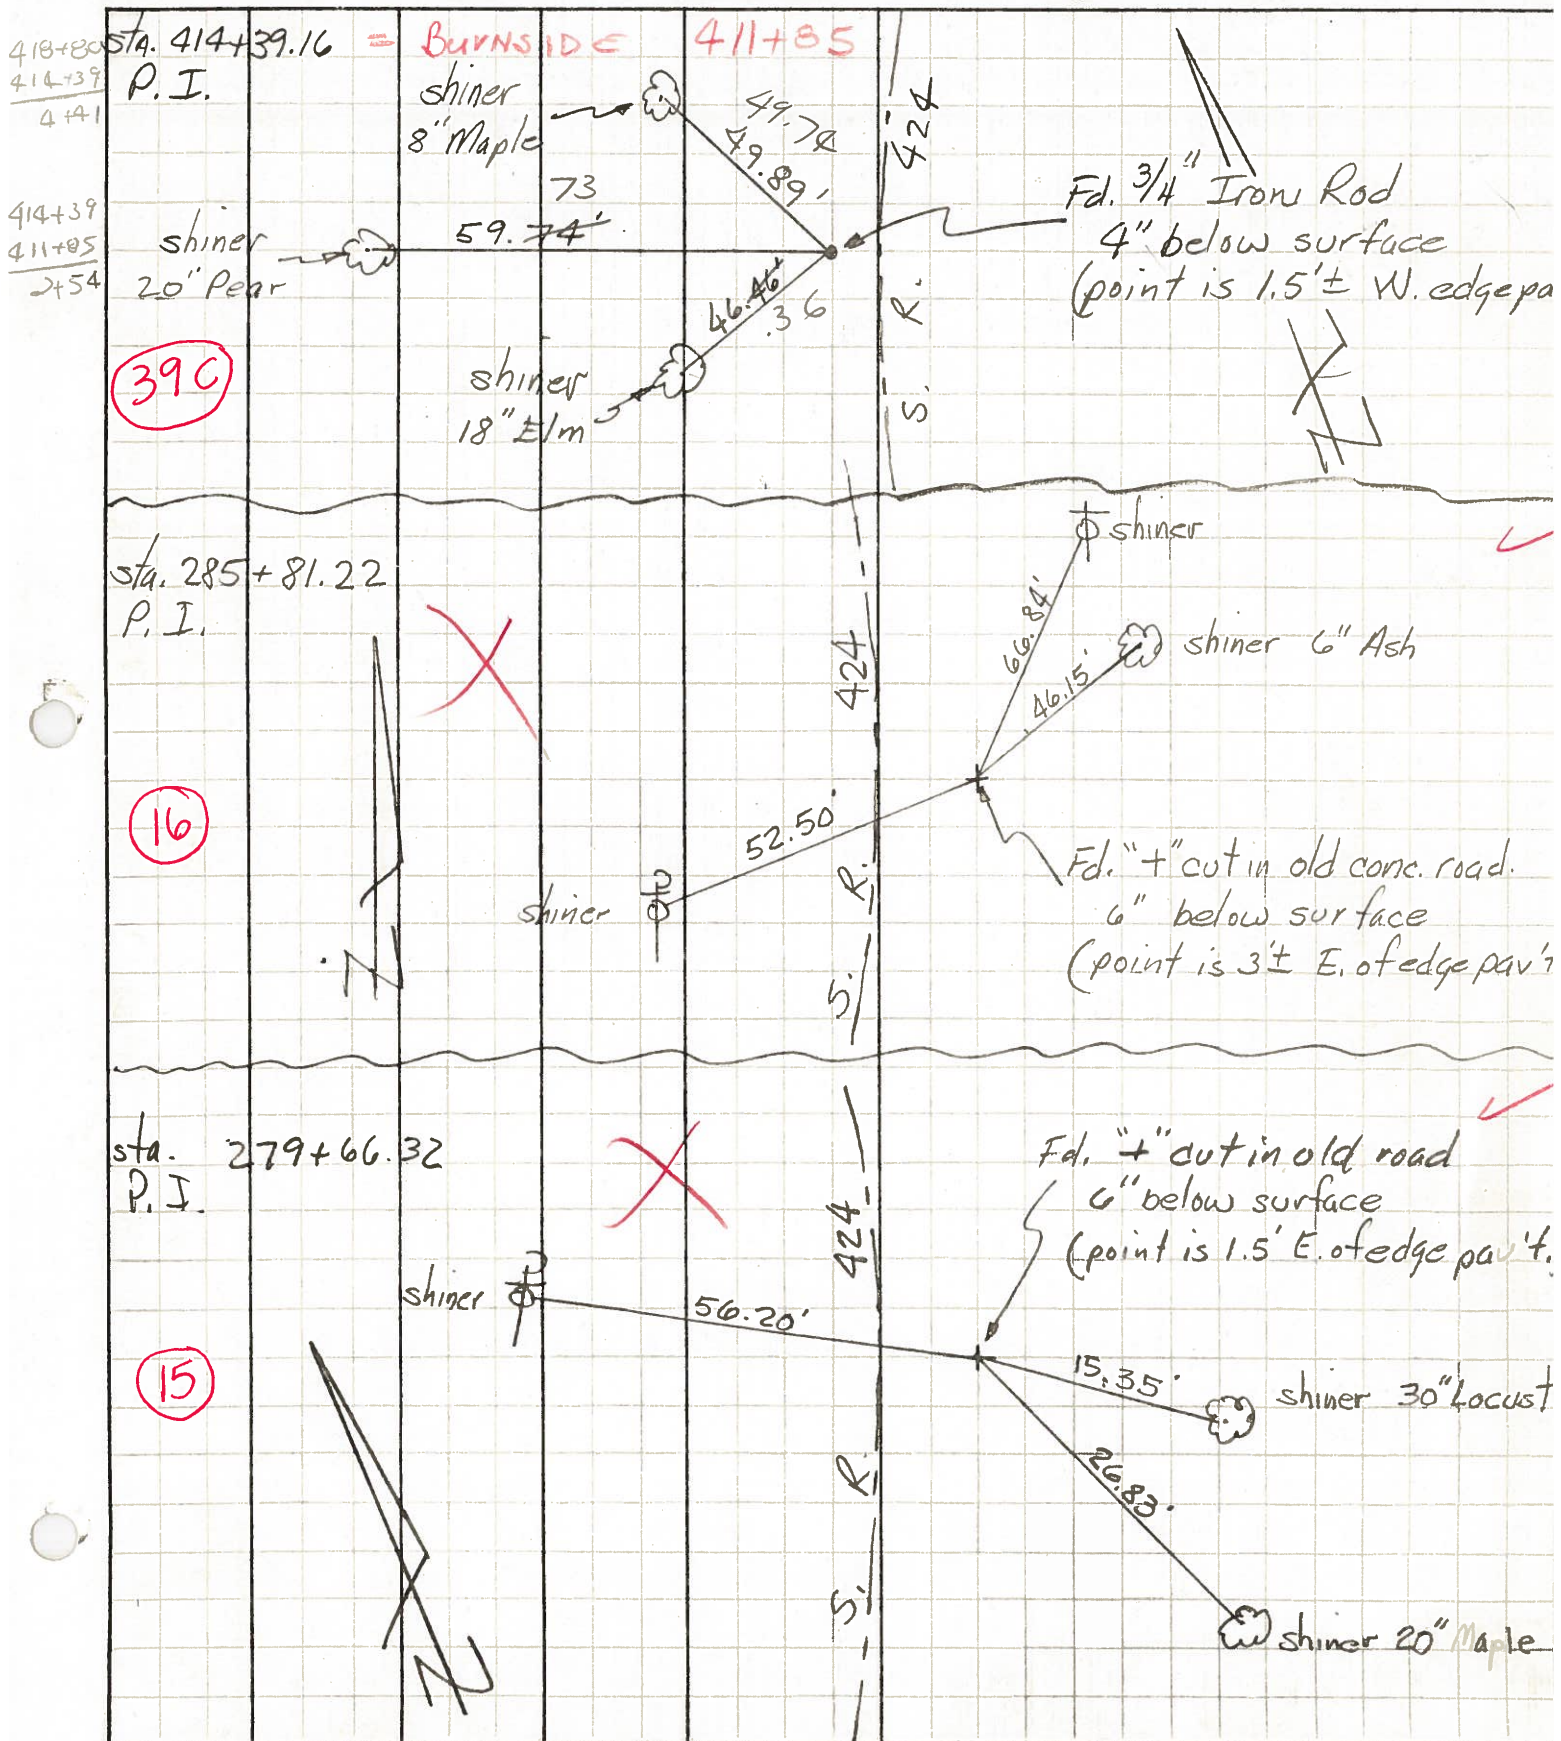 418+80
414+39
4+41
414+39
411+85
2+54
sta. 414+39.16 = BURNSIDE 411+85
P.I.
shiner
8" Maple
49.74
49.89'
73
59.74'
shiner
20" Pear
46.46'
.36
shiner
18" Elm
S. R. 424
Fd. 3/4" Iron Rod
4" below surface
(point is 1.5'± W. edge pa
N
39C
sta. 285+81.22
P.I.
shiner
66.84'
shiner 6" Ash
46.15'
52.50'
shiner
S. R. 424
Fd. "+" cut in old conc. road.
6" below surface
(point is 3'± E. of edge pav't
N
16
sta. 279+66.32
P.I.
Fd. "+" cut in old road
6" below surface
(point is 1.5' E. of edge pav't.
shiner
56.20'
15.35'
shiner 30" Locust
26.83'
shiner 20" Maple
S. R. 424
N
15